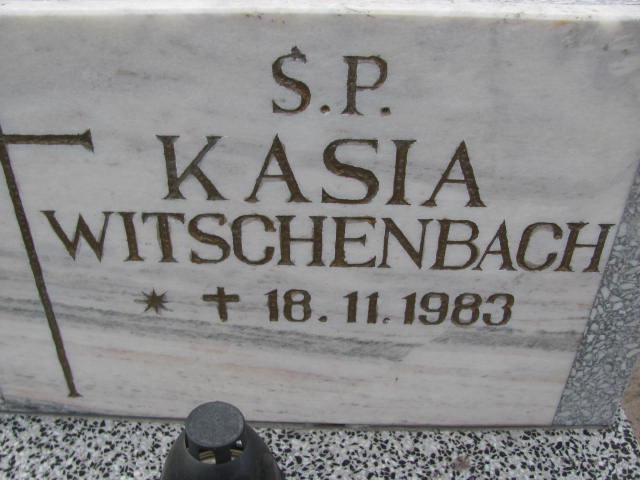 Ś.P.
KASIA
WITSCHENBACH
* + 18.11.1983